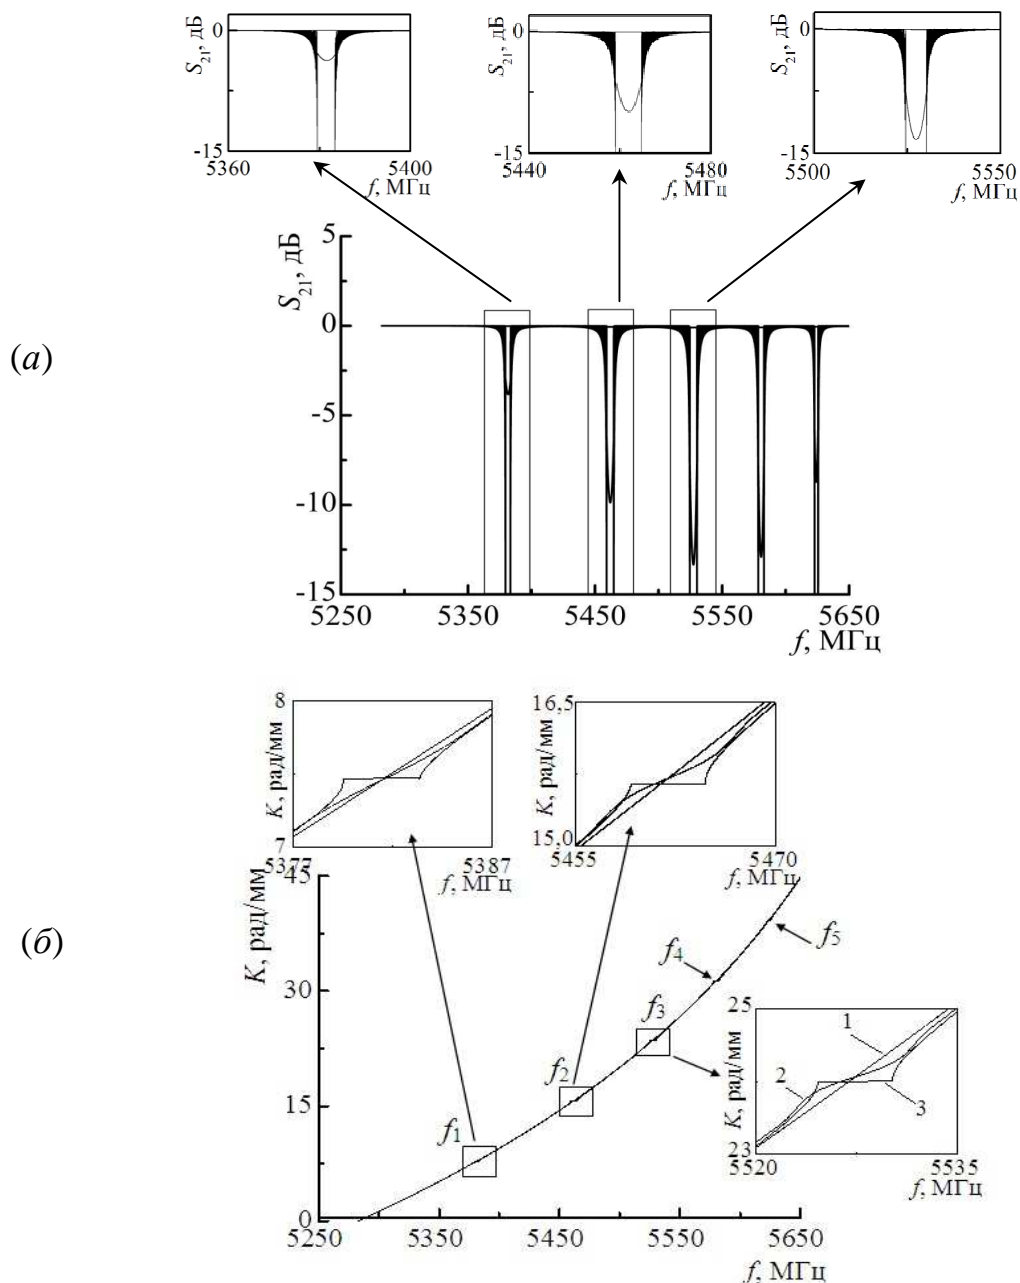 S₂₁, дБ
0
-15
5360
5400
f, МГц
S₂₁, дБ
0
-15
5440
5480
f, МГц
S₂₁, дБ
0
-15
5500
5550
f, МГц
(а)
S₂₁, дБ
5
0
-5
-10
-15
5250
5350
5450
5550
5650
f, МГц
(б)
K, рад/мм
8
7
5377
5387
f, МГц
K, рад/мм
16,5
15,0
5455
5470
f, МГц
K, рад/мм
45
30
15
0
5250
5350
5450
5550
5650
f, МГц
f₁
f₂
f₃
f₄
f₅
K, рад/мм
25
23
5520
5535
f, МГц
1
2
3